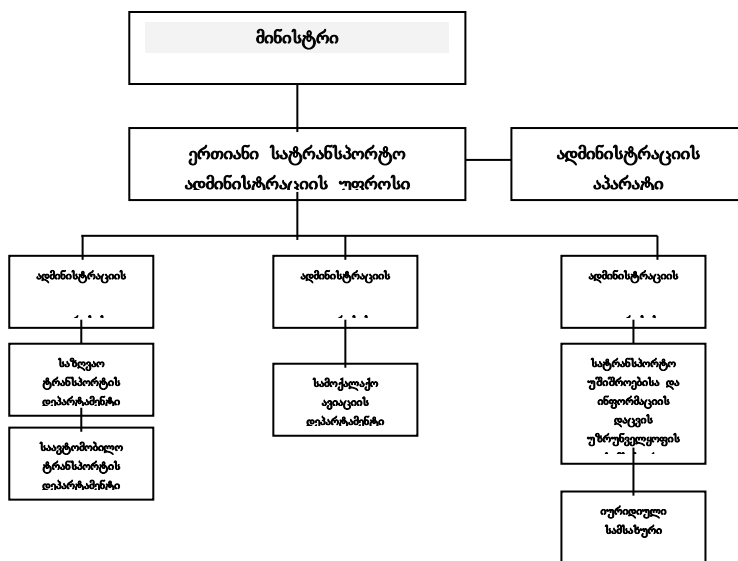 მინისტრი
ერთიანი სატრანსპორტო
ადმინისტრაციის უფროსი
ადმინისტრაციის
აპარატი
ადმინისტრაციის
ადმინისტრაციის
ადმინისტრაციის
საზღვაო
ტრანსპორტის
დეპარტამენტი
სამოქალაქო
ავიაციის
დეპარტამენტი
სატრანსპორტო
უშიშროებისა და
ინფორმაციის
დაცვის
უზრუნველყოფის
საავტომობილო
ტრანსპორტის
დეპარტამენტი
იურიდიული
სამსახური